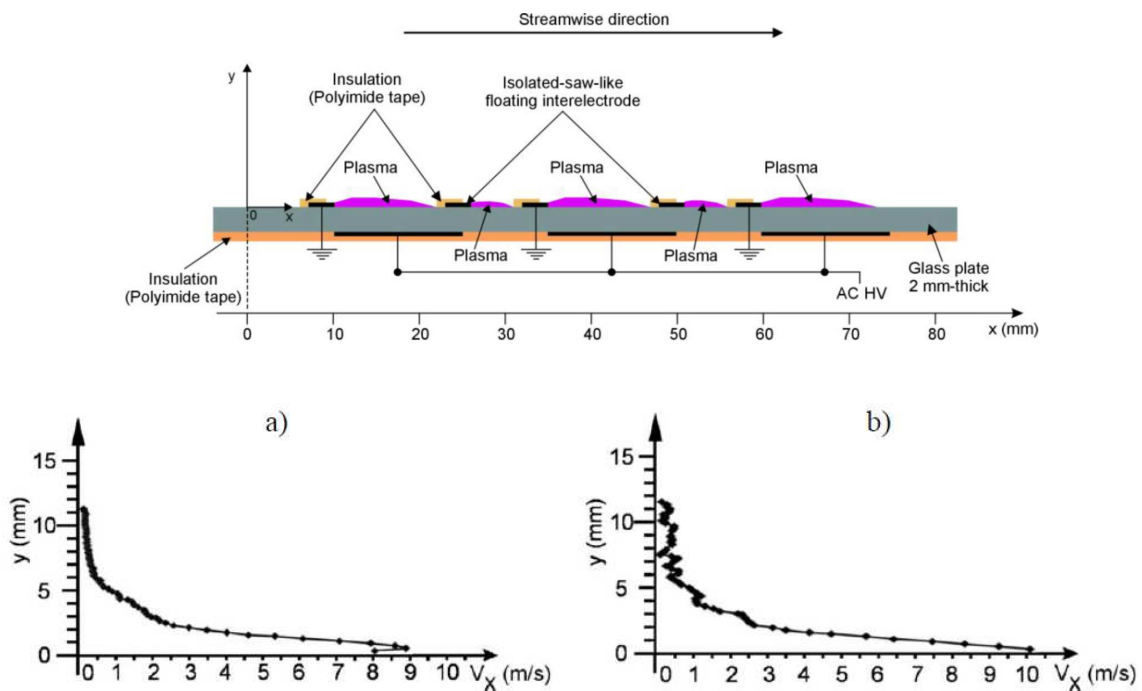 Streamwise direction
y
Insulation
(Polyimide tape)
Isolated-saw-like
floating interelectrode
Plasma
Plasma
Plasma
0
x
Plasma
Plasma
Insulation
(Polyimide tape)
Glass plate
2 mm-thick
AC HV
0 10 20 30 40 50 60 70 80
x (mm)
a)
15
10
5
0
y (mm)
0 1 2 3 4 5 6 7 8 9 10 Vx (m/s)
b)
15
10
5
0
y (mm)
0 1 2 3 4 5 6 7 8 9 10 Vx (m/s)